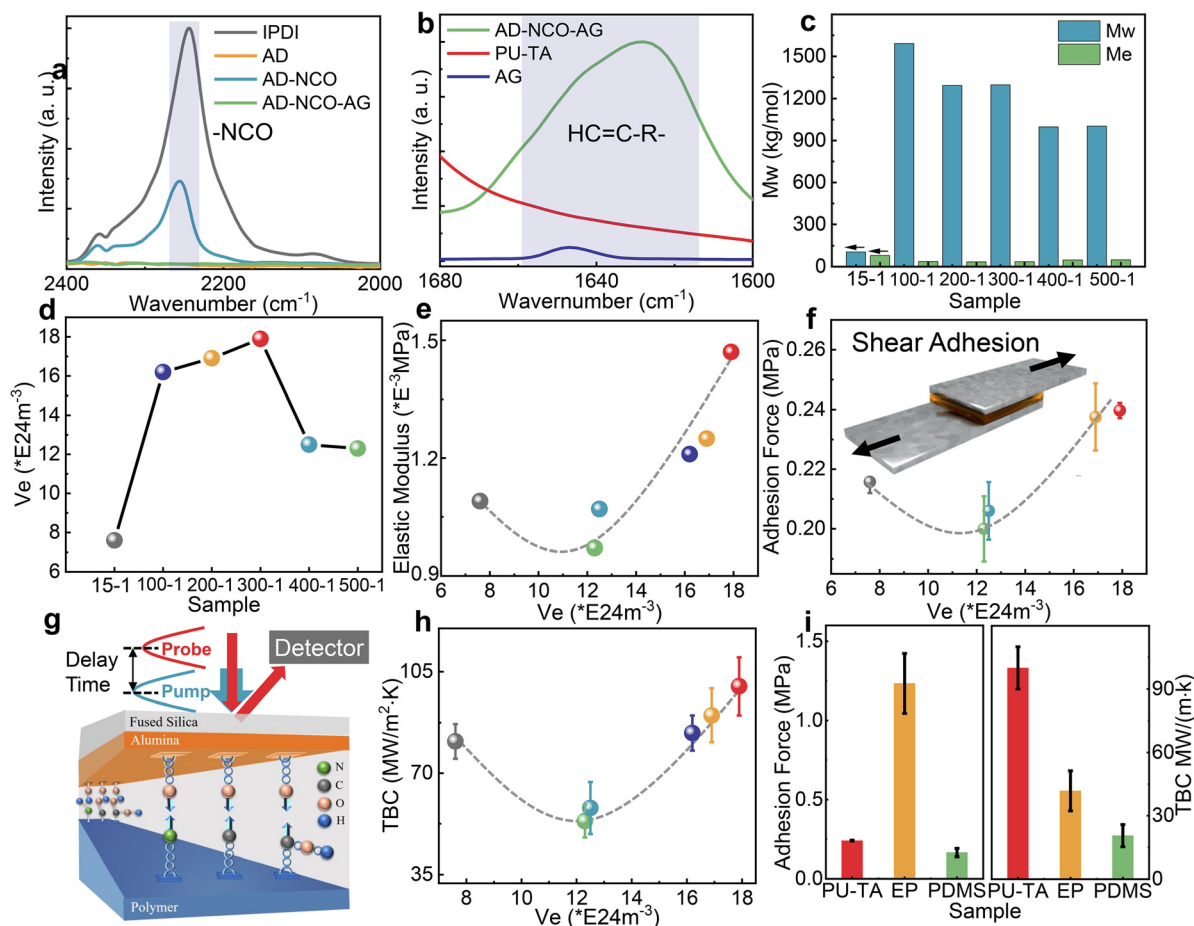 a
Intensity (a. u.)
IPDI
AD
AD-NCO
AD-NCO-AG
-NCO
2400 2200 2000
Wavenumber (cm⁻¹)
b
Intensity (a. u.)
AD-NCO-AG
PU-TA
AG
HC=C-R-
1680 1640 1600
Wavernumber (cm⁻¹)
c
Mw (kg/mol)
Mw
Me
1500
1200
900
600
300
0
15-1 100-1 200-1 300-1 400-1 500-1
Sample
d
Ve (*E24m⁻³)
18
16
14
12
10
8
6
15-1 100-1 200-1 300-1 400-1 500-1
Sample
e
Elastic Modulus (*E⁻³MPa)
1.5
1.2
0.9
6 8 10 12 14 16 18
Ve (*E24m⁻³)
f
Shear Adhesion
Adhesion Force (MPa)
0.26
0.24
0.22
0.20
6 8 10 12 14 16 18
Ve (*E24m⁻³)
g
Delay
Time
Probe
Pump
Detector
Fused Silica
Alumina
N
C
O
H
Polymer
h
TBC (MW/m²·K)
105
70
35
8 10 12 14 16 18
Ve (*E24m⁻³)
i
Adhesion Force (MPa)
1.5
1.0
0.5
0.0
PU-TA EP PDMS PU-TA EP PDMS
Sample
90
60
30
0
TBC MW/(m·k)